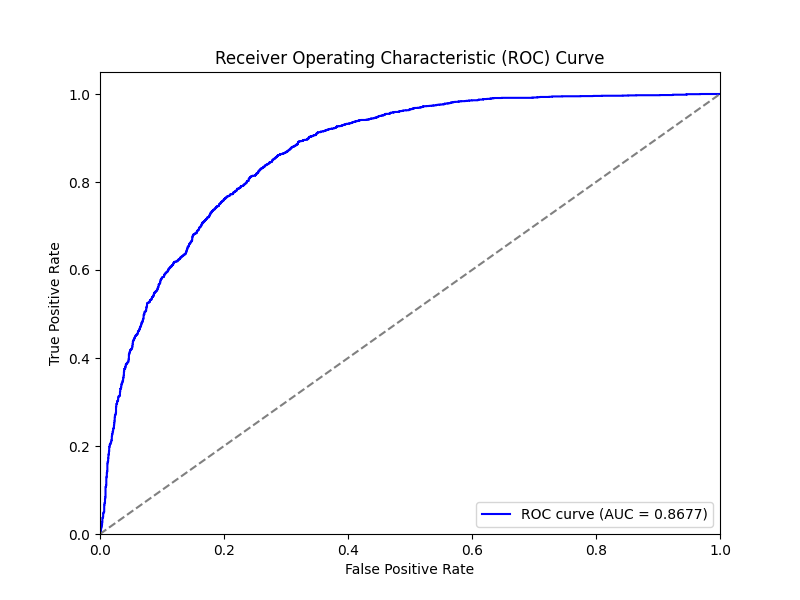 Receiver Operating Characteristic (ROC) Curve
1.0
0.8
0.6
0.4
0.2
0.0
True Positive Rate
ROC curve (AUC = 0.8677)
0.0 0.2 0.4 0.6 0.8 1.0
False Positive Rate